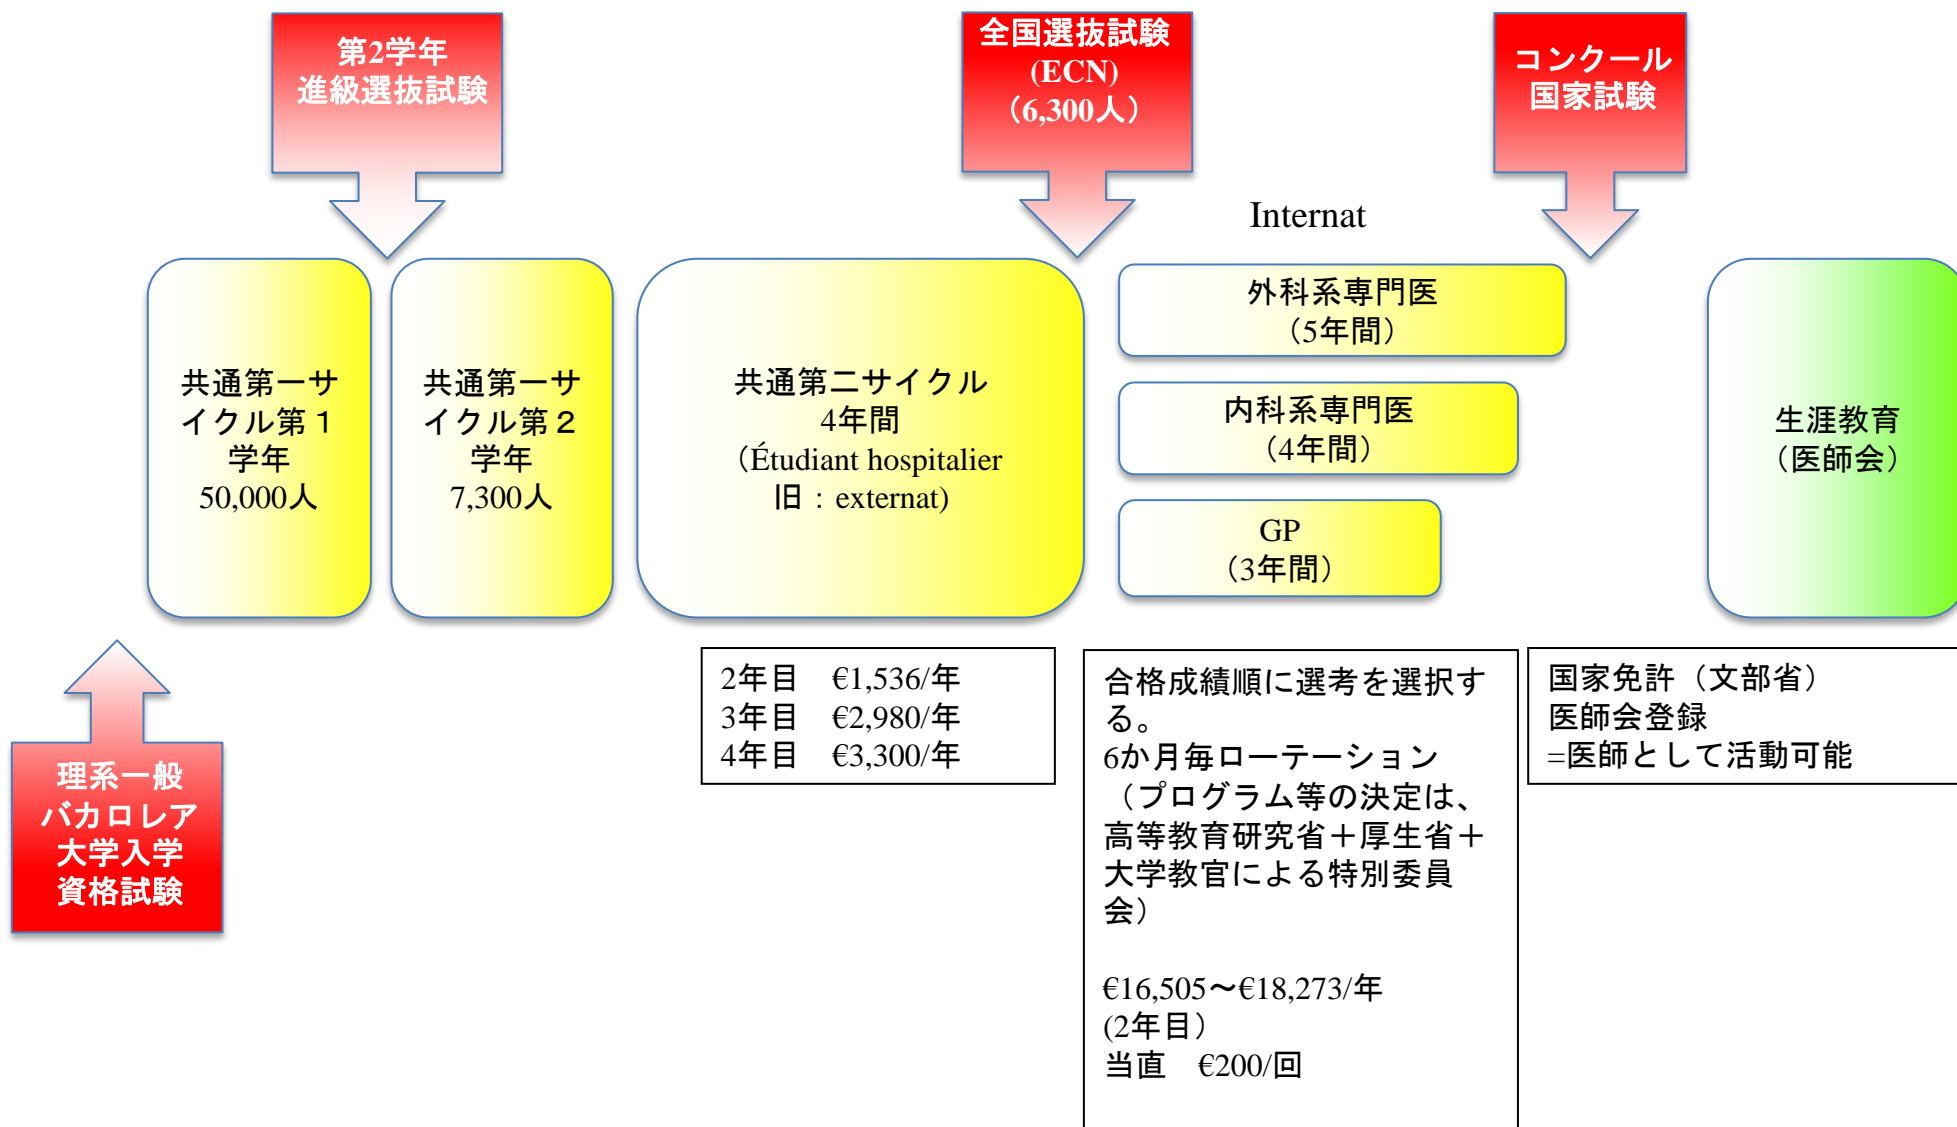 第2学年
進級選抜試験
全国選抜試験
(ECN)
（6,300人）
コンクール
国家試験
Internat
共通第一サ
イクル第１
学年
50,000人
共通第一サ
イクル第２
学年
7,300人
共通第二サイクル
4年間
（Étudiant hospitalier
旧：externat)
外科系専門医
（5年間）
内科系専門医
（4年間）
GP
（3年間）
生涯教育
（医師会）
理系一般
バカロレア
大学入学
資格試験
2年目　€1,536/年
3年目　€2,980/年
4年目　€3,300/年
合格成績順に選考を選択す
る。
6か月毎ローテーション
（プログラム等の決定は、
高等教育研究省＋厚生省＋
大学教官による特別委員
会）
€16,505～€18,273/年
(2年目）
当直　€200/回
国家免許（文部省）
医師会登録
=医師として活動可能